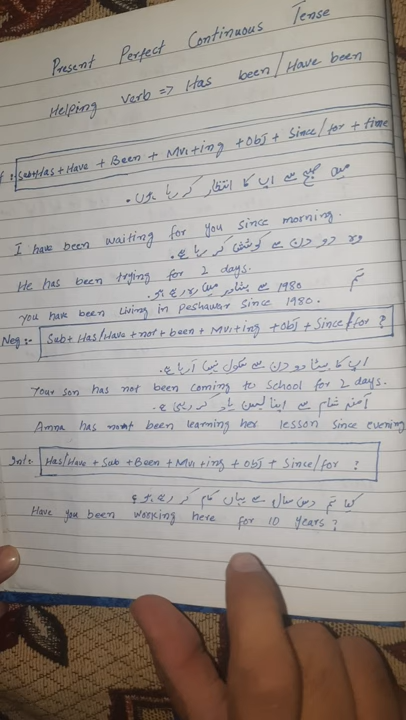 Present Perfect Continuous Tense
Helping verb => Has been/Have been
Sub+Has+Have + Been + Mvi+ing + Obj + Since/for + time
میں صبح سے آپ کا انتظار کر رہا ہوں.
I have been waiting for you since morning.
وہ دو دن سے کوشش کر رہا ہے.
He has been trying for 2 days.
تم 1980 سے پشاور میں رہ رہے ہو.
You have been living in Peshawar since 1980.
Neg:- Sub+ Has/Have + not + been + Mvi+ing + Obj + Since/for ?
آپ کا بیٹا دو دن سے سکول نہیں آ رہا ہے.
Your son has not been coming to school for 2 days.
آمنہ شام سے اپنا یاد کر رہی ہے.
Amna has not been learning her lesson since evening
Int:- Has/Have + Sub + Been + Mvi+ing + Obj + Since/for ?
کیا تم دس سال سے یہاں کام کر رہے ہو ؟
Have you been working here for 10 years?